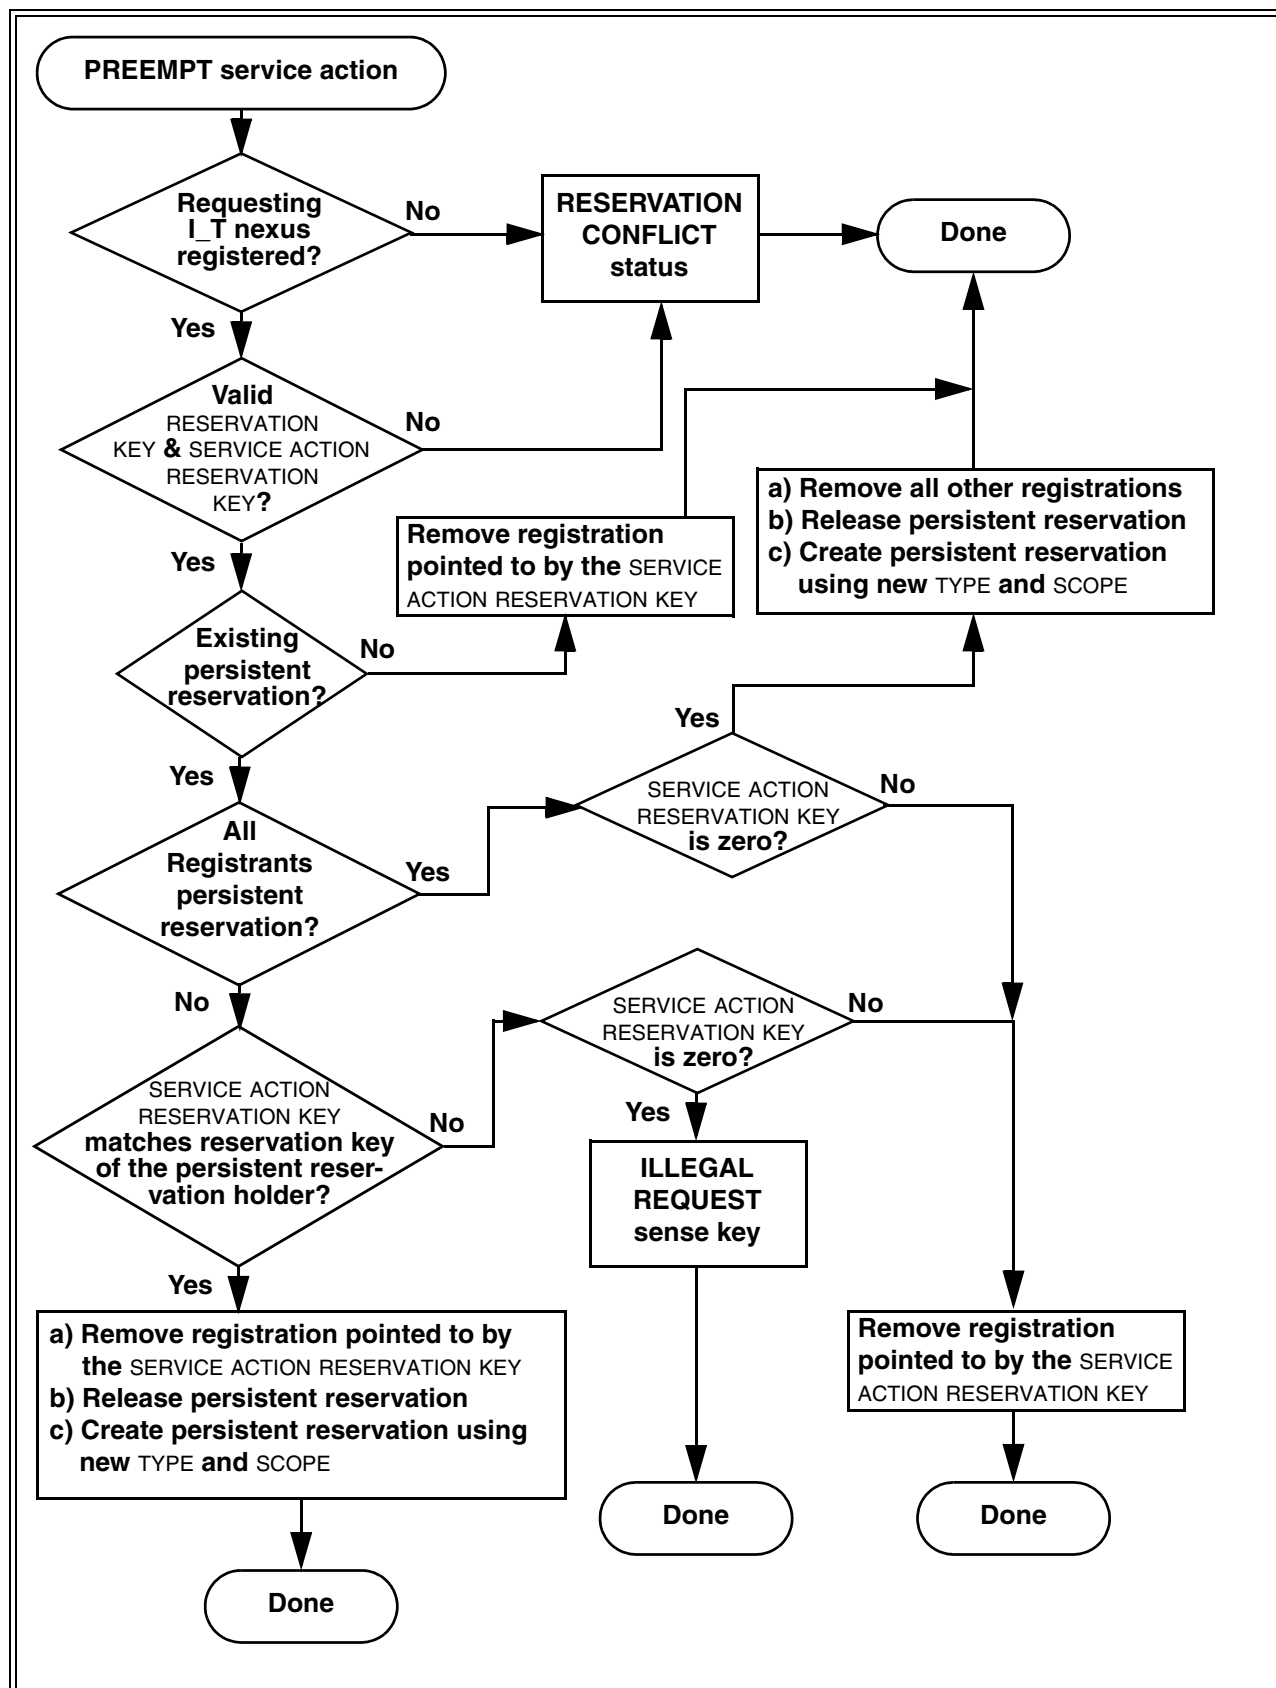 PREEMPT service action
Requesting
I_T nexus
registered?
No
RESERVATION
CONFLICT
status
Done
Yes
Valid
RESERVATION
KEY & SERVICE ACTION
RESERVATION
KEY?
No
a) Remove all other registrations
b) Release persistent reservation
c) Create persistent reservation
using new TYPE and SCOPE
Remove registration
pointed to by the SERVICE
ACTION RESERVATION KEY
Yes
Existing
persistent
reservation?
No
Yes
Yes
SERVICE ACTION
RESERVATION KEY
is zero?
No
All
Registrants
persistent
reservation?
Yes
No
SERVICE ACTION
RESERVATION KEY
is zero?
No
SERVICE ACTION
RESERVATION KEY
matches reservation key
of the persistent reser-
vation holder?
No
Yes
ILLEGAL
REQUEST
sense key
Yes
a) Remove registration pointed to by
the SERVICE ACTION RESERVATION KEY
b) Release persistent reservation
c) Create persistent reservation using
new TYPE and SCOPE
Remove registration
pointed to by the SERVICE
ACTION RESERVATION KEY
Done
Done
Done